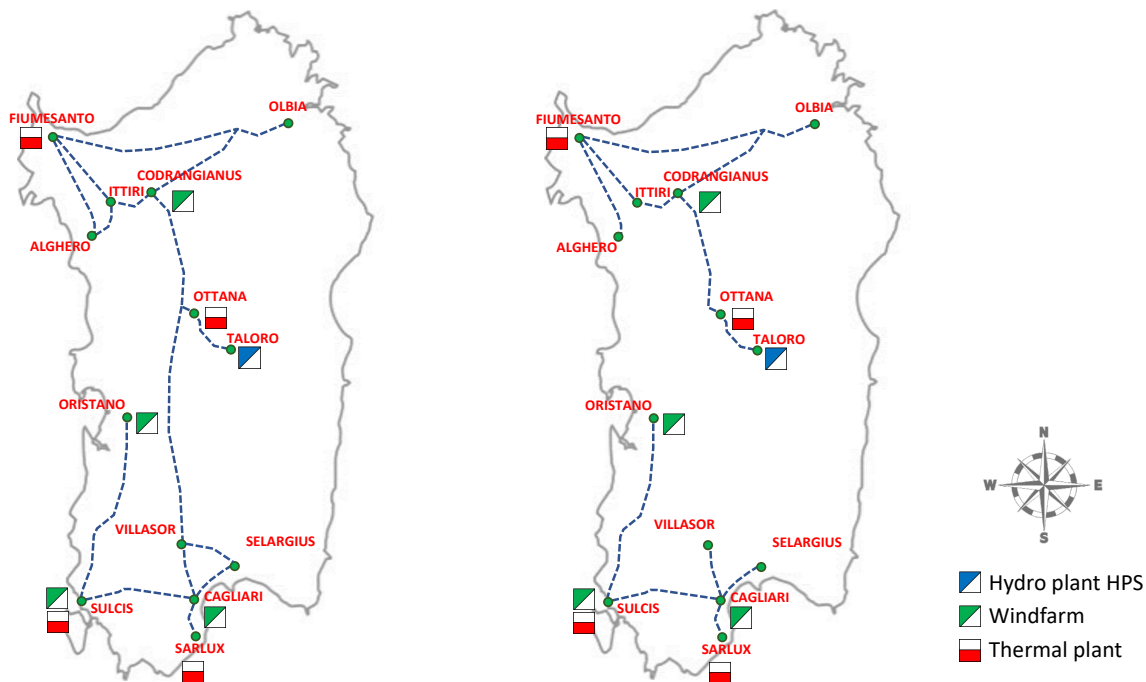 OLBIA
FIUMESANTO
CODRANGIANUS
ITTIRI
ALGHERO
OTTANA
TALORO
ORISTANO
VILLASOR
SELARGIUS
SULCIS
CAGLIARI
SARLUX
OLBIA
FIUMESANTO
CODRANGIANUS
ITTIRI
ALGHERO
OTTANA
TALORO
ORISTANO
VILLASOR
SELARGIUS
SULCIS
CAGLIARI
SARLUX
N
W
E
S
Hydro plant HPS
Windfarm
Thermal plant